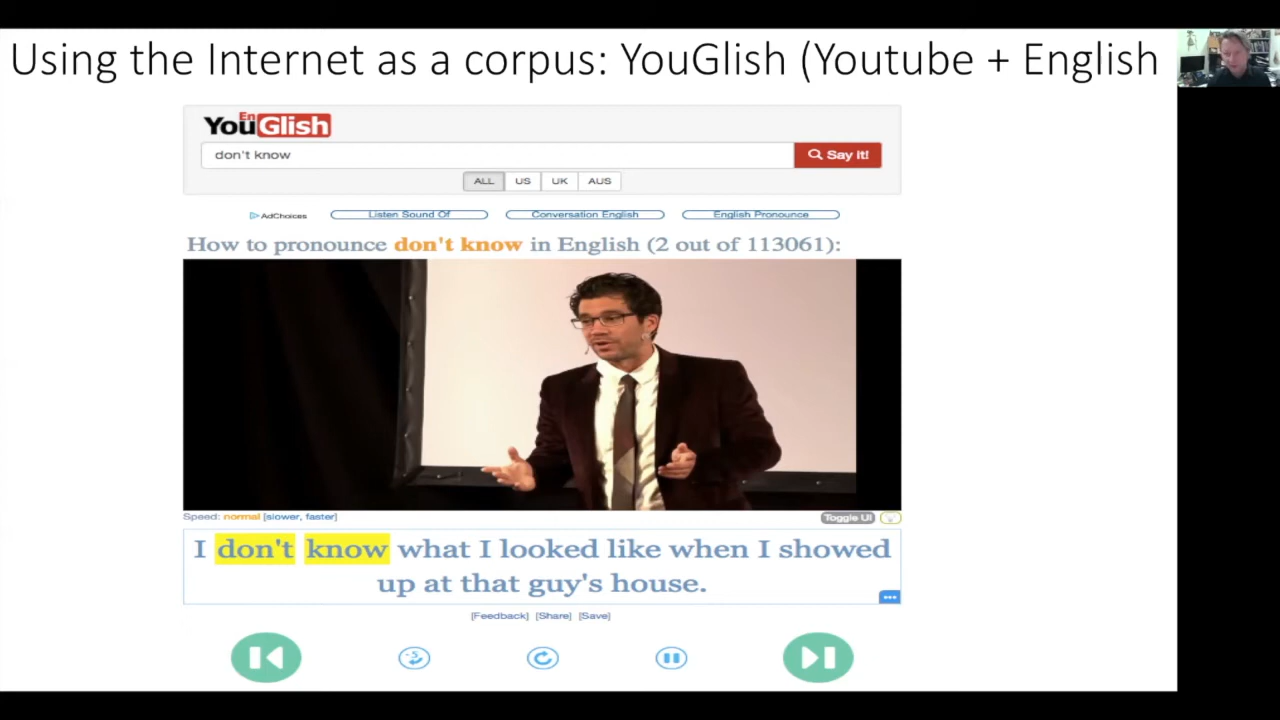 Using the Internet as a corpus: YouGlish (Youtube + English
En
YouGlish
don't know
Say it!
ALL US UK AUS
AdChoices Listen Sound Of Conversation English English Pronounce
How to pronounce don't know in English (2 out of 113061):
Speed: normal [slower, faster] Toggle UI
I don't know what I looked like when I showed
up at that guy's house.
[Feedback] [Share] [Save]
-5